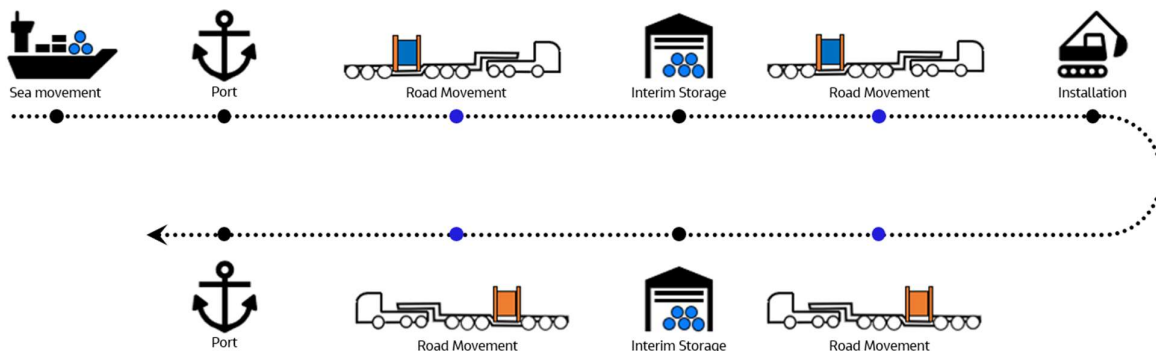 Sea movement
Port
Road Movement
Interim Storage
Road Movement
Installation
Port
Road Movement
Interim Storage
Road Movement